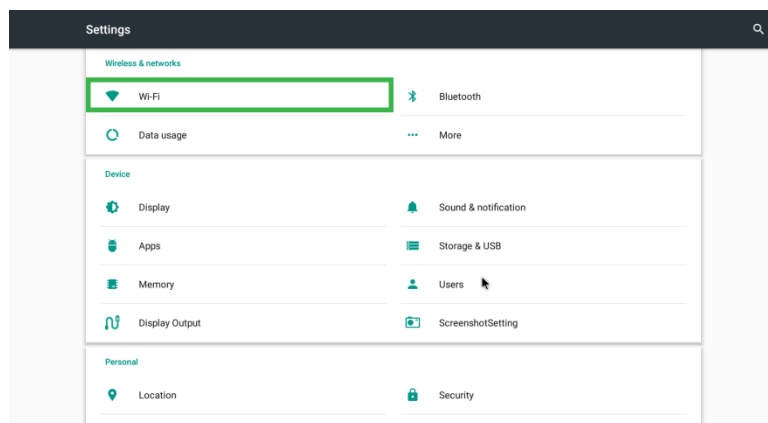 Settings
Wireless & networks
Wi-Fi
Bluetooth
Data usage
More
Device
Display
Sound & notification
Apps
Storage & USB
Memory
Users
Display Output
ScreenshotSetting
Personal
Location
Security